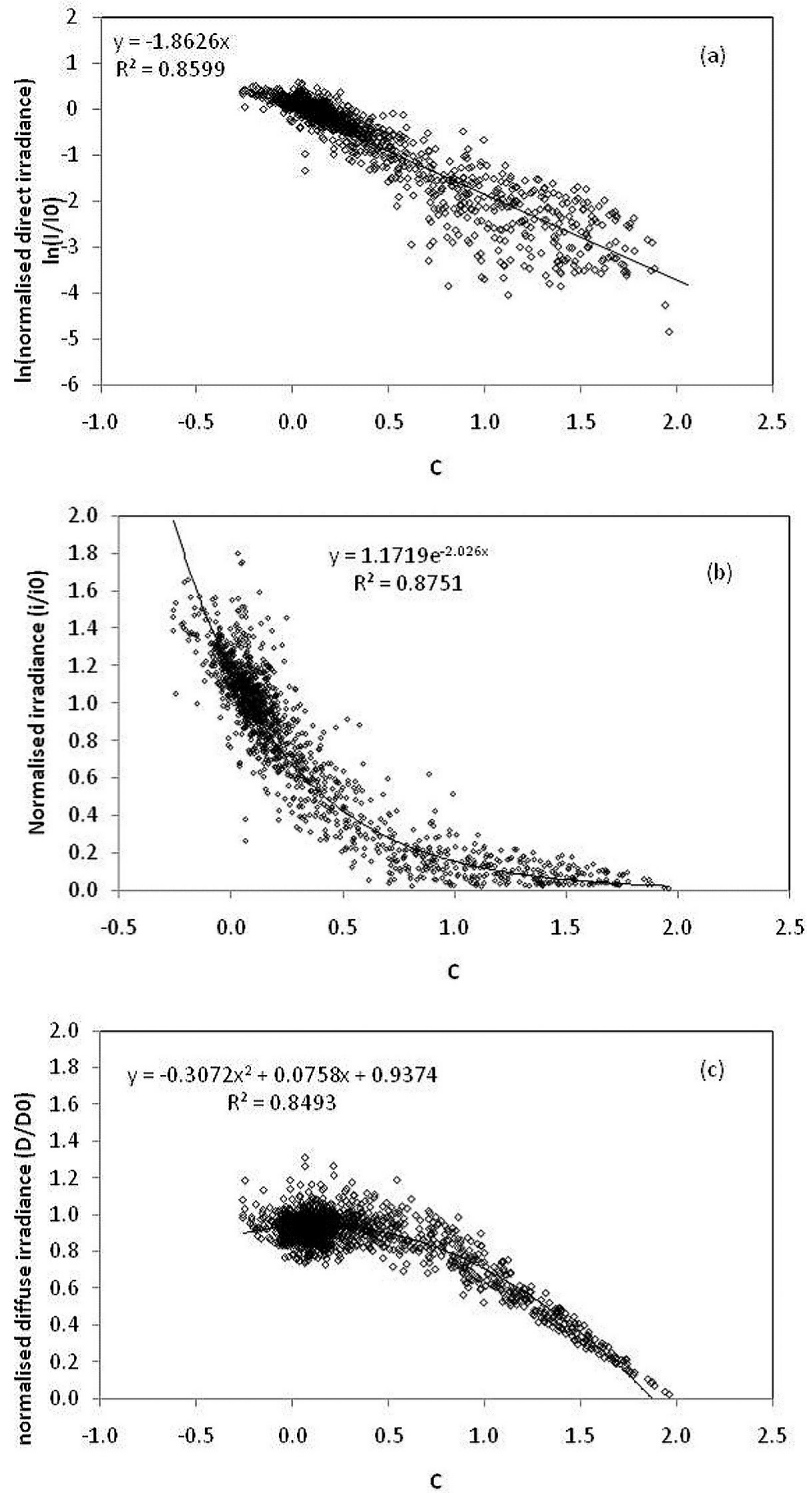 2
y = -1.8626x
R² = 0.8599
(a)
1
0
-1
-2
-3
-4
-5
-6
ln(normalised direct irradiance)
ln(I/I0)
-1.0 -0.5 0.0 0.5 1.0 1.5 2.0 2.5
C
2.0
1.8
1.6
1.4
1.2
1.0
0.8
0.6
0.4
0.2
0.0
y = 1.1719e^-2.026x
R² = 0.8751
(b)
Normalised irradiance (i/i0)
-0.5 0.0 0.5 1.0 1.5 2.0 2.5
C
2.0
1.8
1.6
1.4
1.2
1.0
0.8
0.6
0.4
0.2
0.0
y = -0.3072x² + 0.0758x + 0.9374
R² = 0.8493
(c)
normalised diffuse irradiance (D/D0)
-1.0 -0.5 0.0 0.5 1.0 1.5 2.0 2.5
C